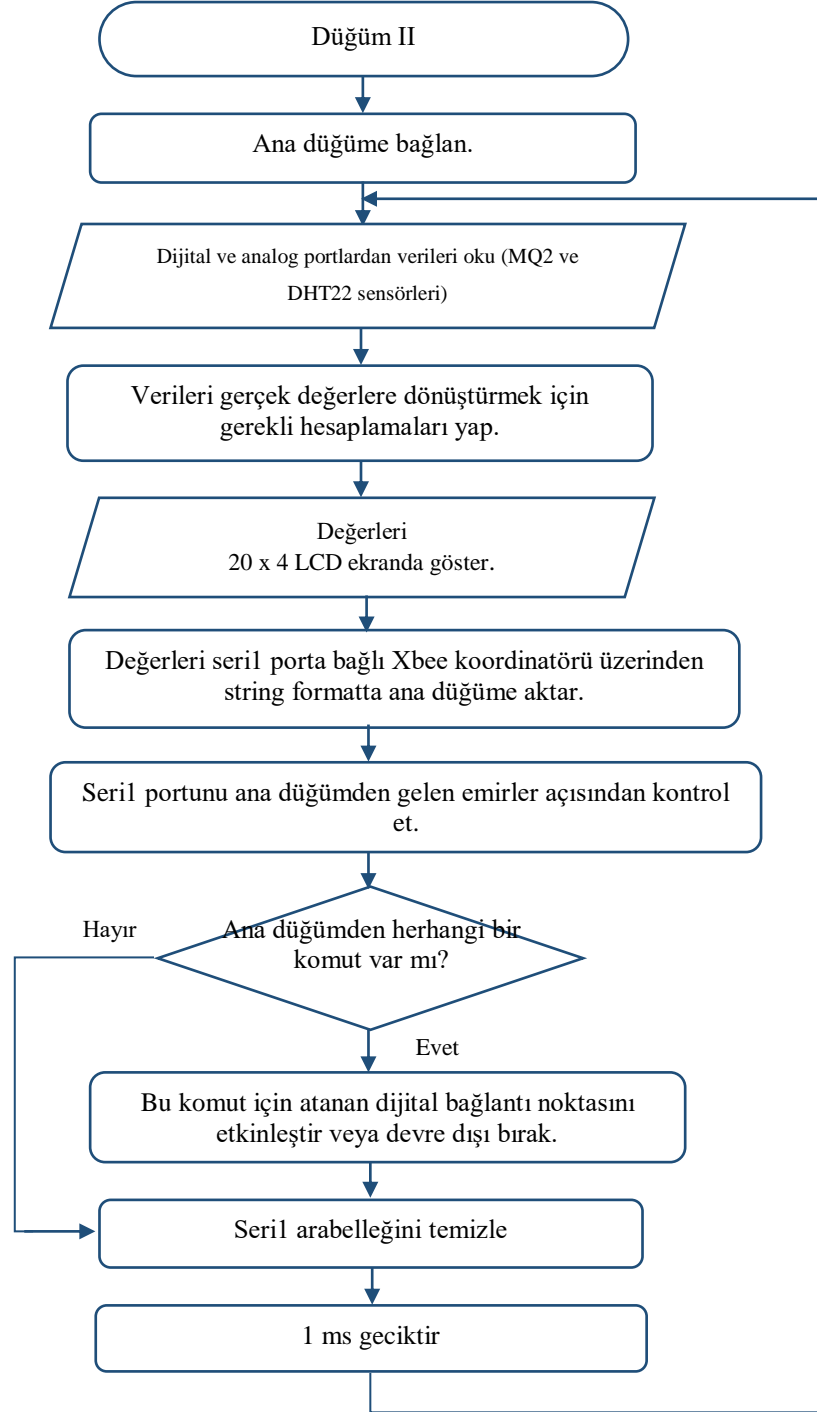 Düğüm II
Ana düğüme bağlan.
Dijital ve analog portlardan verileri oku (MQ2 ve
DHT22 sensörleri)
Verileri gerçek değerlere dönüştürmek için
gerekli hesaplamaları yap.
Değerleri
20 x 4 LCD ekranda göster.
Değerleri seri1 porta bağlı Xbee koordinatörü üzerinden
string formatta ana düğüme aktar.
Seri1 portunu ana düğümden gelen emirler açısından kontrol
et.
Hayır
Ana düğümden herhangi bir
komut var mı?
Evet
Bu komut için atanan dijital bağlantı noktasını
etkinleştir veya devre dışı bırak.
Seri1 arabelleğini temizle
1 ms geciktir